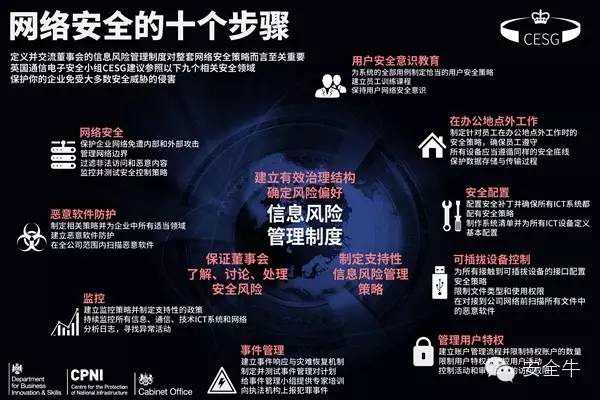 网络安全的十个步骤
CESG
定义并交流董事会的信息风险管理制度对整套网络安全策略而言至关重要
英国通信电子安全小组CESG建议参照以下九个相关安全领域
保护你的企业免受大多数安全威胁的侵害
用户安全意识教育
为系统的全部用例制定恰当的用户安全策略
建立员工训练课程
保持用户网络安全意识
网络安全
保护企业网络免遭内部和外部攻击
管理网络边界
过滤非法访问和恶意内容
监控并测试安全控制策略
在办公地点外工作
制定针对员工在办公地点外工作时的
安全策略，确保员工遵守
所有设备应当遵循同样的安全底线
保护数据存储与传输过程
建立有效治理结构
确定风险偏好
信息风险
管理制度
保证董事会
了解、讨论、处理
安全风险
制定支持性
信息风险管理
策略
安全配置
配置安全补丁并确保所有ICT系统都
配有安全策略
制作系统清单并为所有ICT设备定义
基本配置
恶意软件防护
制定相关策略并为企业中所有适当领域
建立恶意软件防护
在全公司范围内扫描恶意软件
可插拔设备控制
为所有接触到可插拔设备的接口配置
安全策略
限制文件类型和使用权限
在对接到公司网络前扫描所有文件中
的恶意软件
监控
建立监控策略并制定支持性的政策
持续监控所有信息、通信、技术ICT系统和网络
分析日志，寻找异常活动
管理用户特权
建立账户管理流程并限制特权账户的数量
限制用户特权
控制活动和审
事件管理
建立事件响应与灾难恢复机制
制定并测试事件管理对计划
给事件管理小组提供专家培训
向执法机构上报犯罪事件
Department
for Business
Innovation & Skills
CPNI
Centre for the Protection
of National Infrastructure
Cabinet Office
安全牛